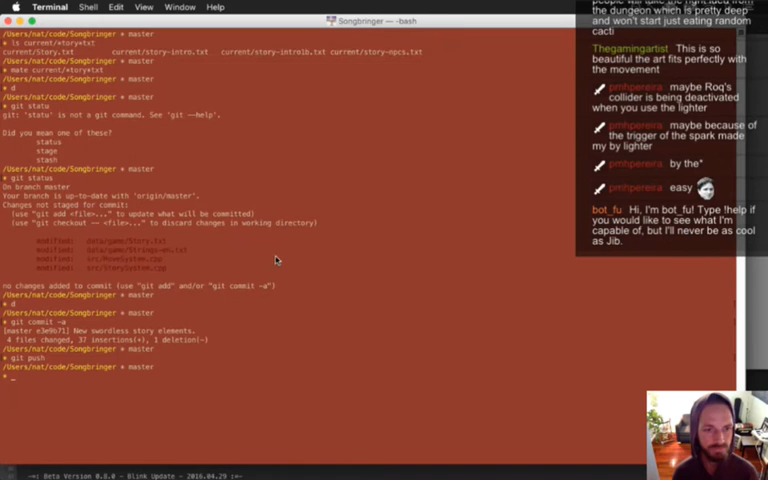 Terminal Shell Edit View Window Help
Songbringer — -bash
/Users/nat/code/Songbringer * master
* ls current/*tory*txt
current/Story.txt current/story-intro.txt current/story-intro1b.txt current/story-npcs.txt
/Users/nat/code/Songbringer * master
* mate current/*tory*txt
/Users/nat/code/Songbringer * master
* d
/Users/nat/code/Songbringer * master
* git statu
git: 'statu' is not a git command. See 'git --help'.
Did you mean one of these?
status
stage
stash
/Users/nat/code/Songbringer * master
* git status
On branch master
Your branch is up-to-date with 'origin/master'.
Changes not staged for commit:
(use "git add <file>..." to update what will be committed)
(use "git checkout -- <file>..." to discard changes in working directory)
modified: data/game/Story.txt
modified: data/game/Strings-en.txt
modified: src/MoveSystem.cpp
modified: src/StorySystem.cpp
no changes added to commit (use "git add" and/or "git commit -a")
/Users/nat/code/Songbringer * master
* d
/Users/nat/code/Songbringer * master
* git commit -a
[master e3e9b71] New swordless story elements.
4 files changed, 37 insertions(+), 1 deletion(-)
/Users/nat/code/Songbringer * master
* git push
/Users/nat/code/Songbringer * master
* _
-=: Beta Version 0.8.0 - Blink Update - 2016.04.29 :=-
the dungeon which is pretty deep
and won't start just eating random
cacti
Thegamingartist This is so
beautiful the art fits perfectly with
the movement
pmhpereira maybe Roq's
collider is being deactivated
when you use the lighter
pmhpereira maybe because of
the trigger of the spark made
my by lighter
pmhpereira by the*
pmhpereira easy
bot_fu Hi, I'm bot_fu! Type !help if
you would like to see what I'm
capable of, but I'll never be as cool
as Jib.